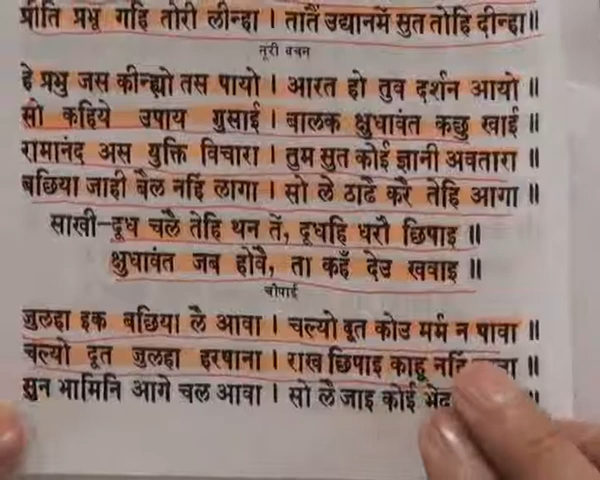 प्रीति प्रभू गहि तोरी लीन्हा । तातैं उद्यानमें सुत तोहि दीन्हा॥
नूरी वचन
हे प्रभु जस कीन्ह्यो तस पायो । आरत हो तुव दर्शन आयो ॥
सो कहिये उपाय गुसाई । बालक क्षुधावंत कछु खाई ॥
रामानंद अस युक्ति विचारा । तुम सुत कोई ज्ञानी अवतारा ॥
बछिया जाही बैल नहिं लागा । सो ले ठाढै करै तेहि आगा ॥
साखी-दूध चलै तेहि थन तें, दूधहि धरौ छिपाइ ॥
क्षुधावंत जब होवै, ता कहँ देउ खवाइ ॥
चौपाई
जुलहा इक बछिया लै आवा । चल्यो दूत कोउ मर्म न पावा ॥
चल्यो दूत जुलहा हरषाना । राख छिपाइ काहू नहिं ॥
सुन भामिनि आगे चल आवा । सो लै जाइ कोई भेद